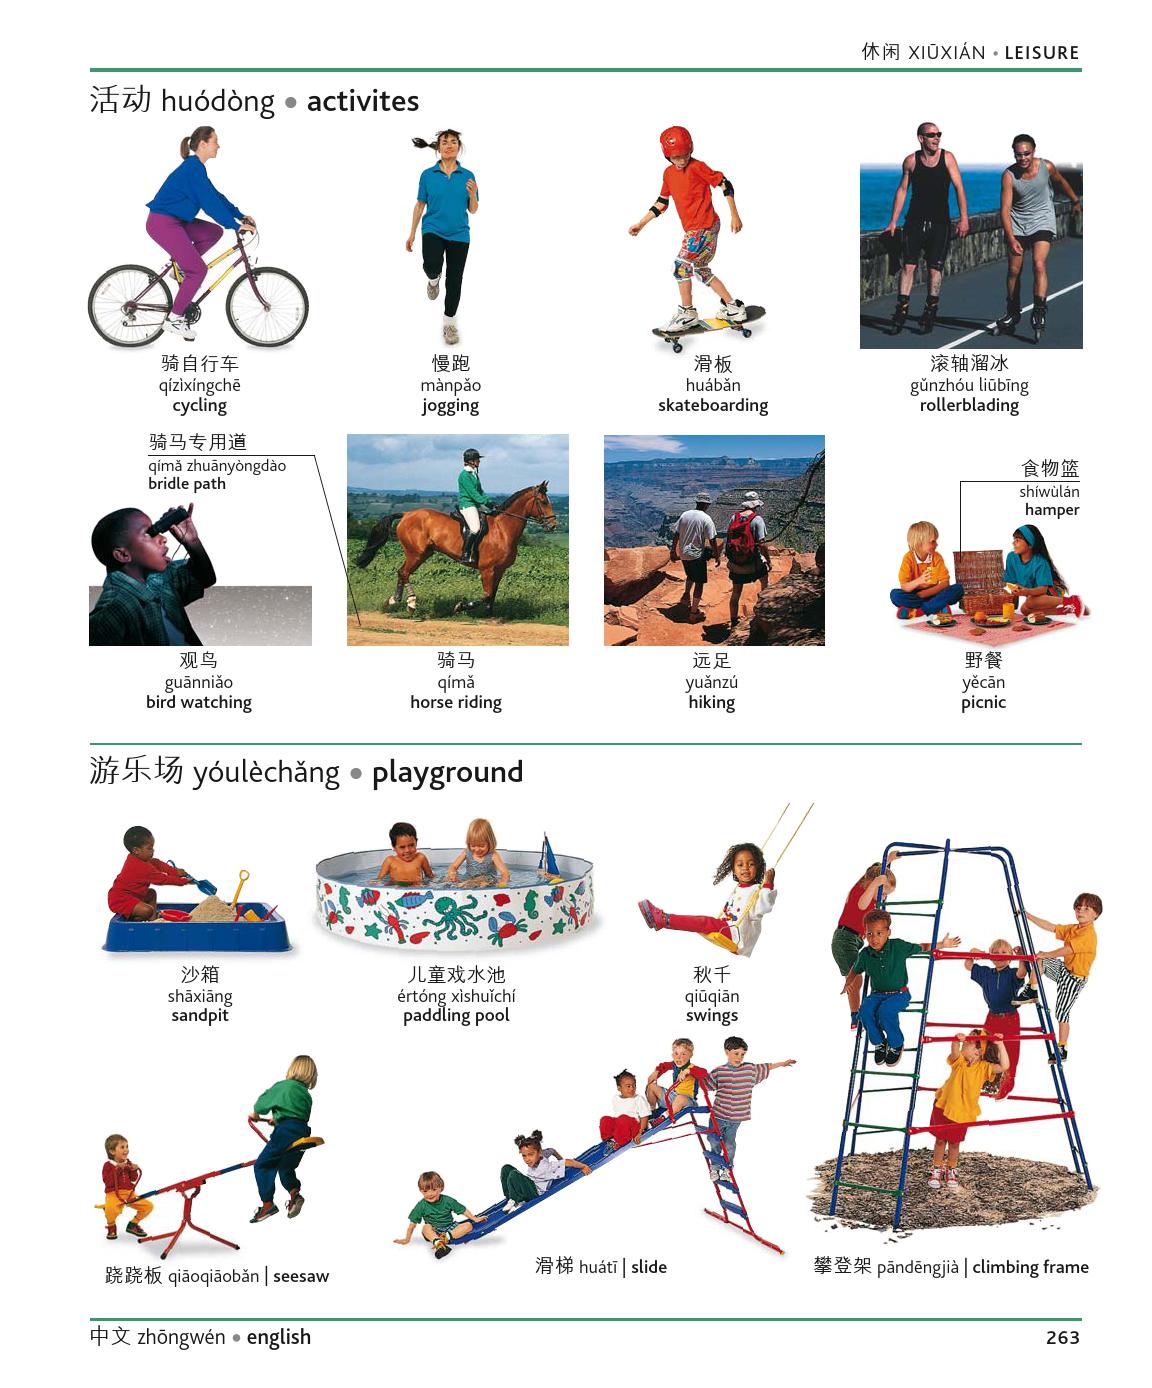 休闲 XIŪXIÁN • LEISURE
活动 huódòng • activites
骑自行车
qízìxíngchē
cycling
慢跑
mànpǎo
jogging
滑板
huábǎn
skateboarding
滚轴溜冰
gǔnzhóu liūbīng
rollerblading
骑马专用道
qímǎ zhuānyòngdào
bridle path
食物篮
shíwùlán
hamper
观鸟
guānniǎo
bird watching
骑马
qímǎ
horse riding
远足
yuǎnzú
hiking
野餐
yěcān
picnic
游乐场 yóulèchǎng • playground
沙箱
shāxiāng
sandpit
儿童戏水池
értóng xìshuǐchí
paddling pool
秋千
qiūqiān
swings
跷跷板 qiāoqiāobǎn | seesaw
滑梯 huátī | slide
攀登架 pāndēngjià | climbing frame
中文 zhōngwén • english
263